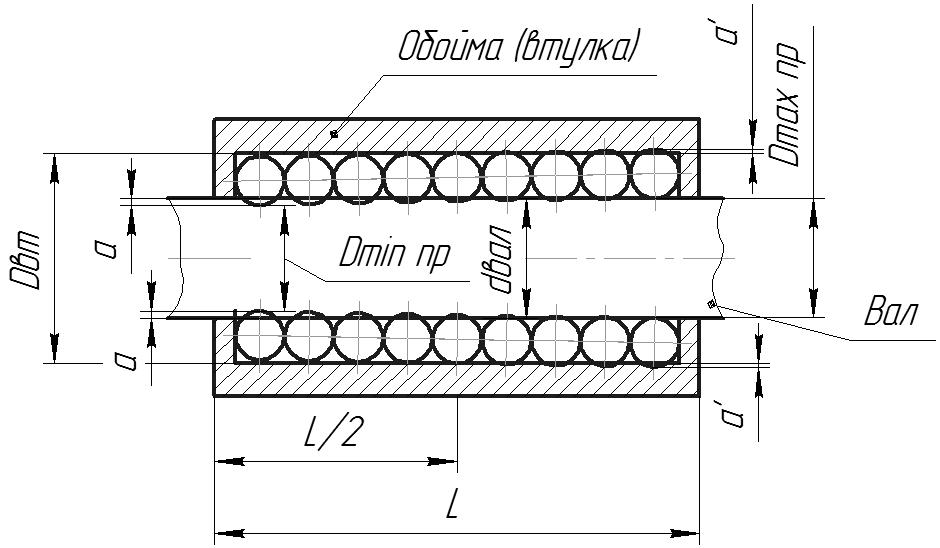 Обойма (втулка)
a'
Dmax пр
a
Dвт
Dmin пр
dвал
Вал
a
a'
L/2
L